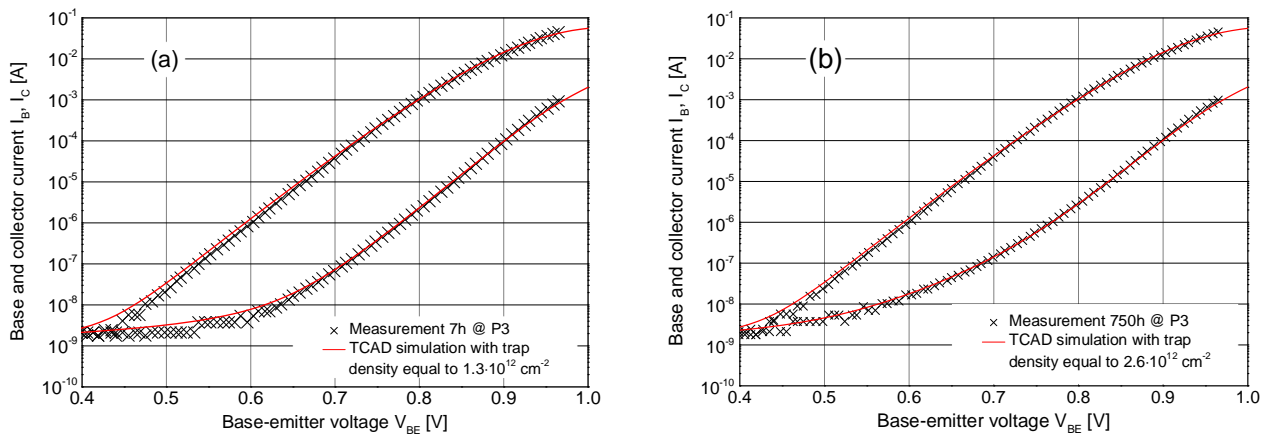 (a)
Base and collector current I_B, I_C [A]
10⁻¹
10⁻²
10⁻³
10⁻⁴
10⁻⁵
10⁻⁶
10⁻⁷
10⁻⁸
10⁻⁹
10⁻¹⁰
Measurement 7h @ P3
TCAD simulation with trap
density equal to 1.3·10¹² cm⁻²
0.4 0.5 0.6 0.7 0.8 0.9 1.0
Base-emitter voltage V_BE [V]
(b)
Base and collector current I_B, I_C [A]
10⁻¹
10⁻²
10⁻³
10⁻⁴
10⁻⁵
10⁻⁶
10⁻⁷
10⁻⁸
10⁻⁹
10⁻¹⁰
Measurement 750h @ P3
TCAD simulation with trap
density equal to 2.6·10¹² cm⁻²
0.4 0.5 0.6 0.7 0.8 0.9 1.0
Base-emitter voltage V_BE [V]